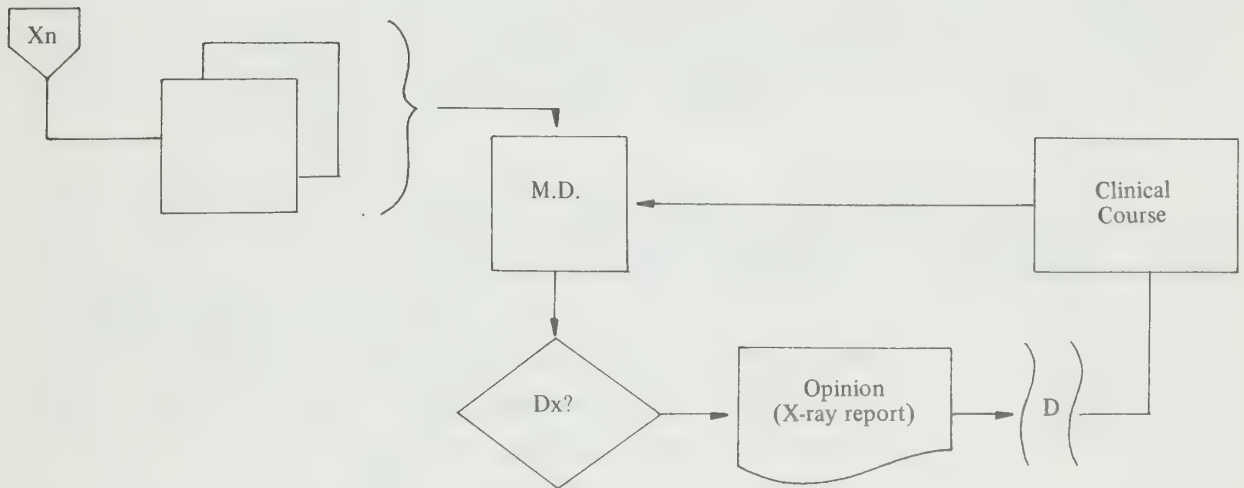 Xn
M.D.
Clinical
Course
Dx?
Opinion
(X-ray report)
D